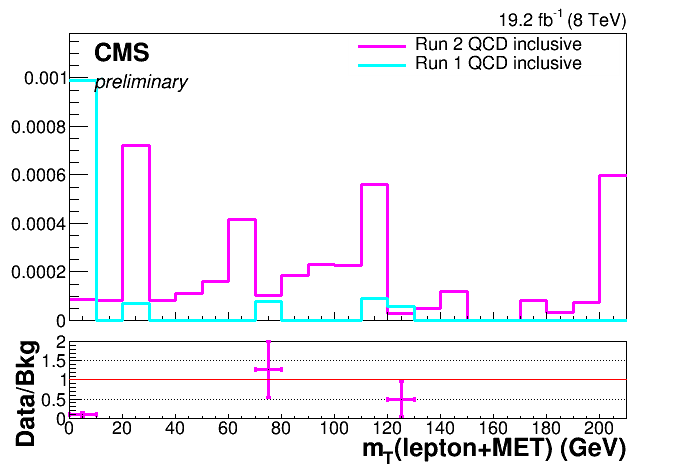 19.2 fb⁻¹ (8 TeV)
CMS
preliminary
Run 2 QCD inclusive
Run 1 QCD inclusive
0.001
0.0008
0.0006
0.0004
0.0002
0
Data/Bkg
2
1.5
1
0.5
0
0 20 40 60 80 100 120 140 160 180 200
m_T(lepton+MET) (GeV)